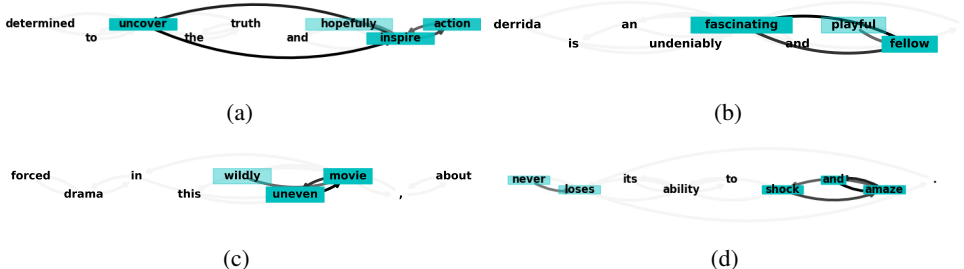 determined uncover truth hopefully action
to the and inspire
(a)
derrida an fascinating playful
is undeniably and fellow
(b)
forced in wildly movie about
drama this uneven ,
(c)
never its to and .
loses ability shock amaze
(d)